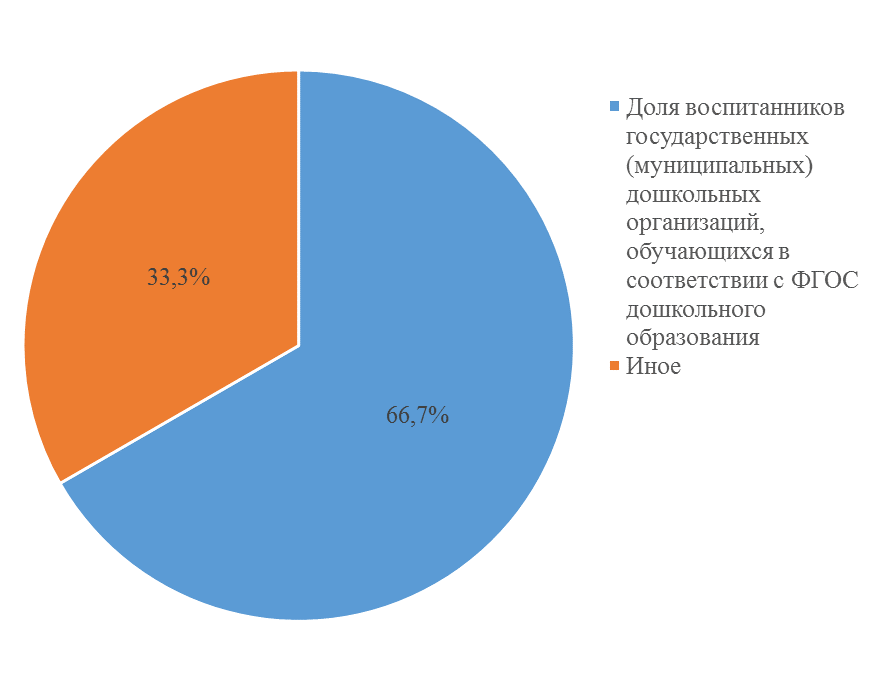 33,3%
66,7%
Доля воспитанников
государственных
(муниципальных)
дошкольных
организаций,
обучающихся в
соответствии с ФГОС
дошкольного
образования
Иное